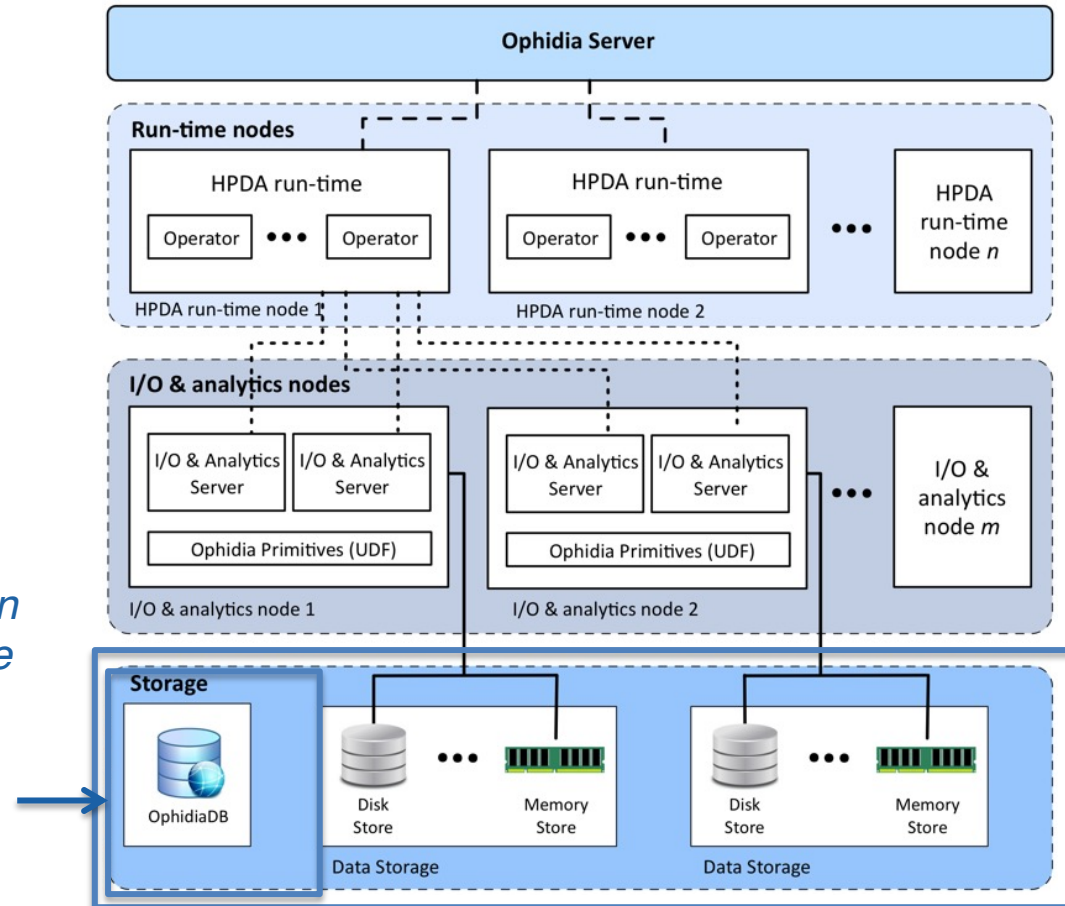 Ophidia Server
Run-time nodes
HPDA run-time
Operator ••• Operator
HPDA run-time node 1
HPDA run-time
Operator ••• Operator
HPDA run-time node 2
•••
HPDA
run-time
node n
I/O & analytics nodes
I/O & Analytics
Server
I/O & Analytics
Server
Ophidia Primitives (UDF)
I/O & analytics node 1
I/O & Analytics
Server
I/O & Analytics
Server
Ophidia Primitives (UDF)
I/O & analytics node 2
•••
I/O &
analytics
node m
Storage
OphidiaDB
Disk
Store
•••
Memory
Store
Data Storage
Disk
Store
•••
Memory
Store
Data Storage